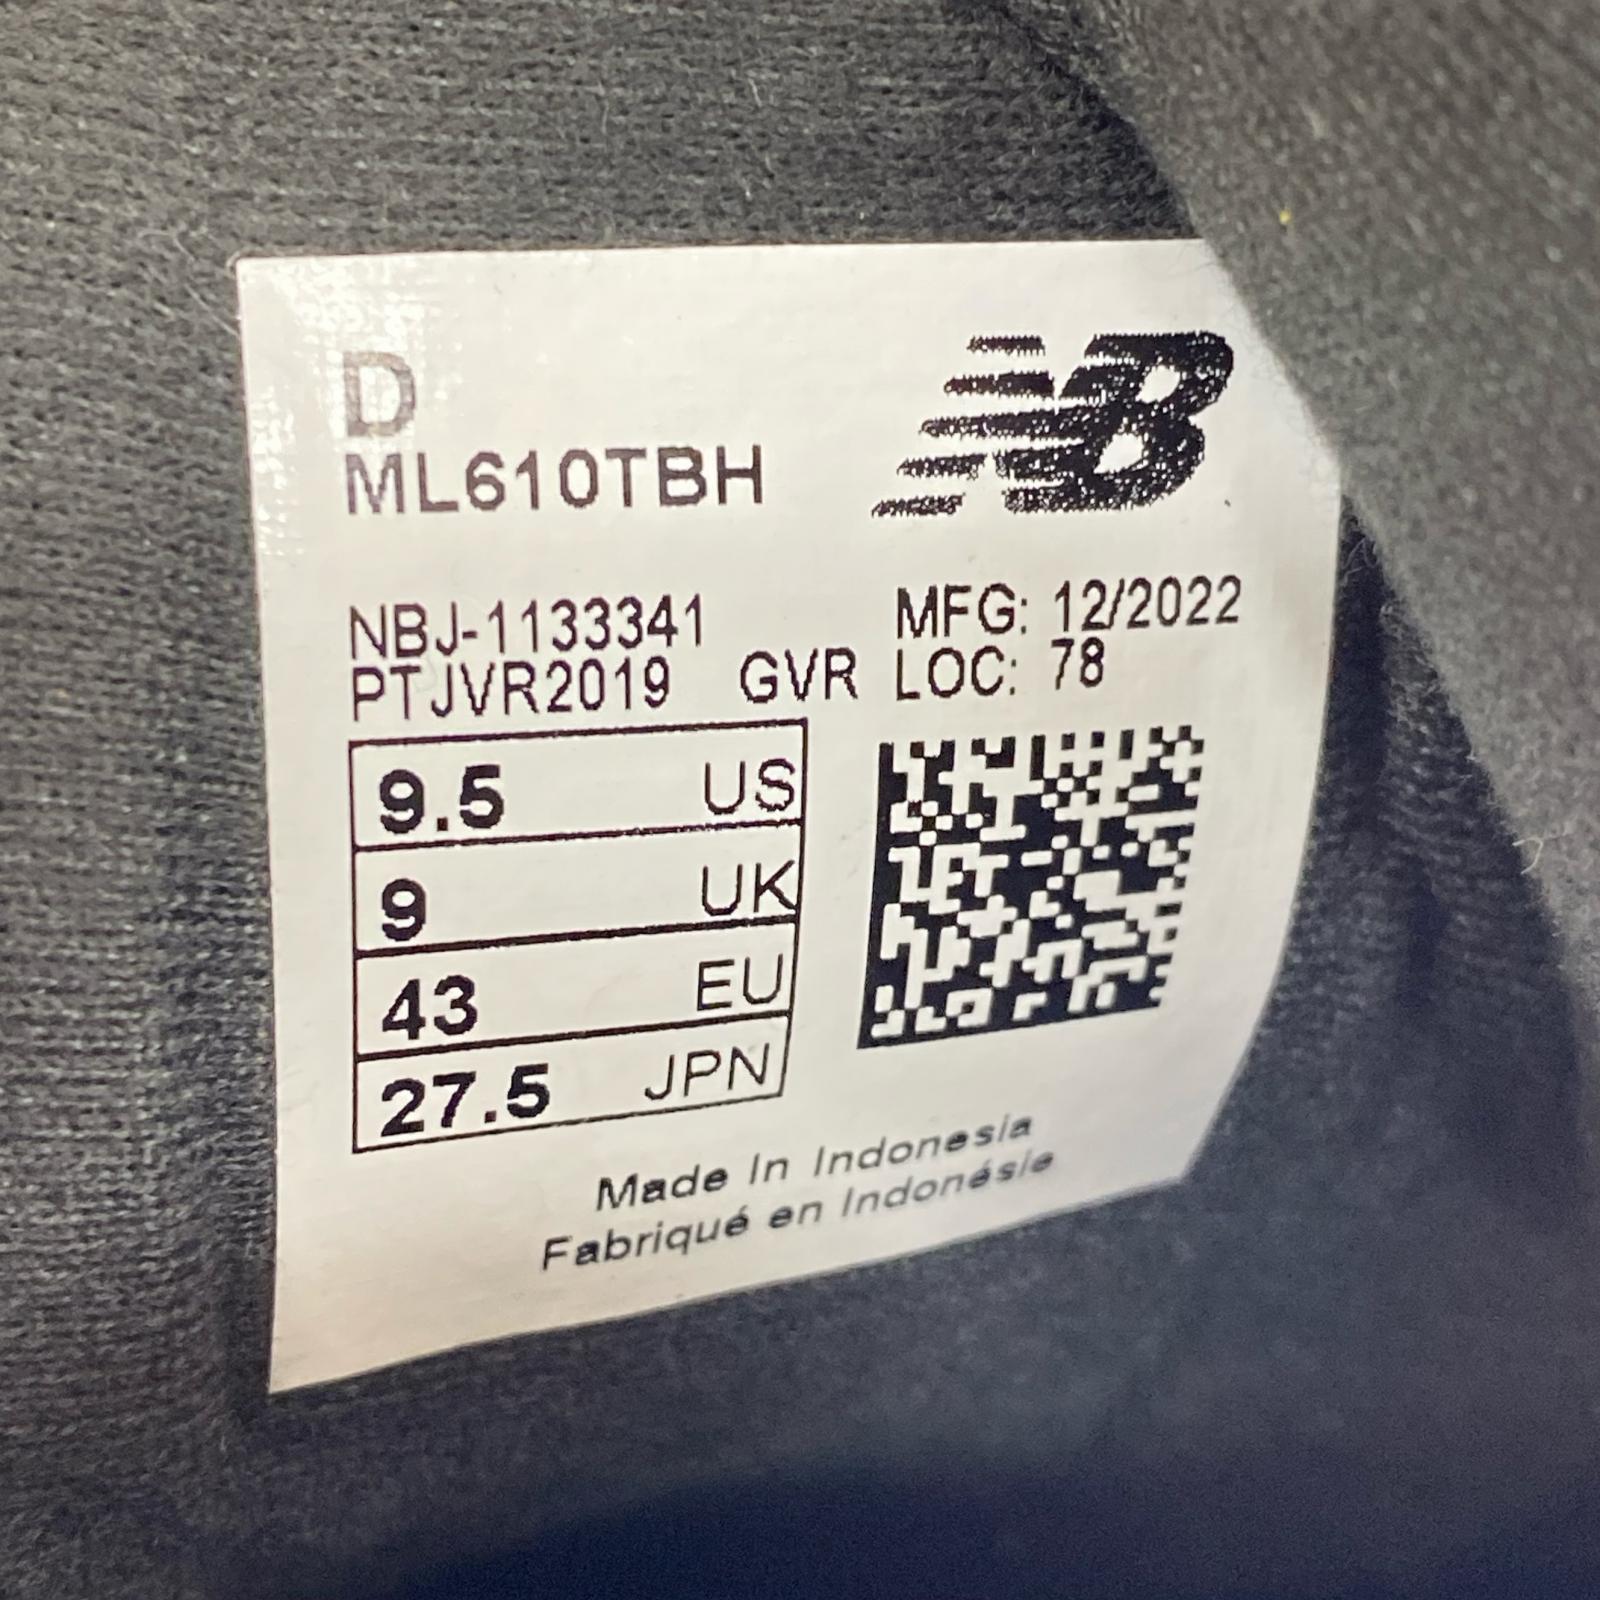 D
NB
ML610TBH
NBJ-1133341 MFG: 12/2022
PTJVR2019 GVR LOC: 78
9.5 US
9 UK
43 EU
27.5 JPN
Made In Indonesia
Fabriqué en Indonésie